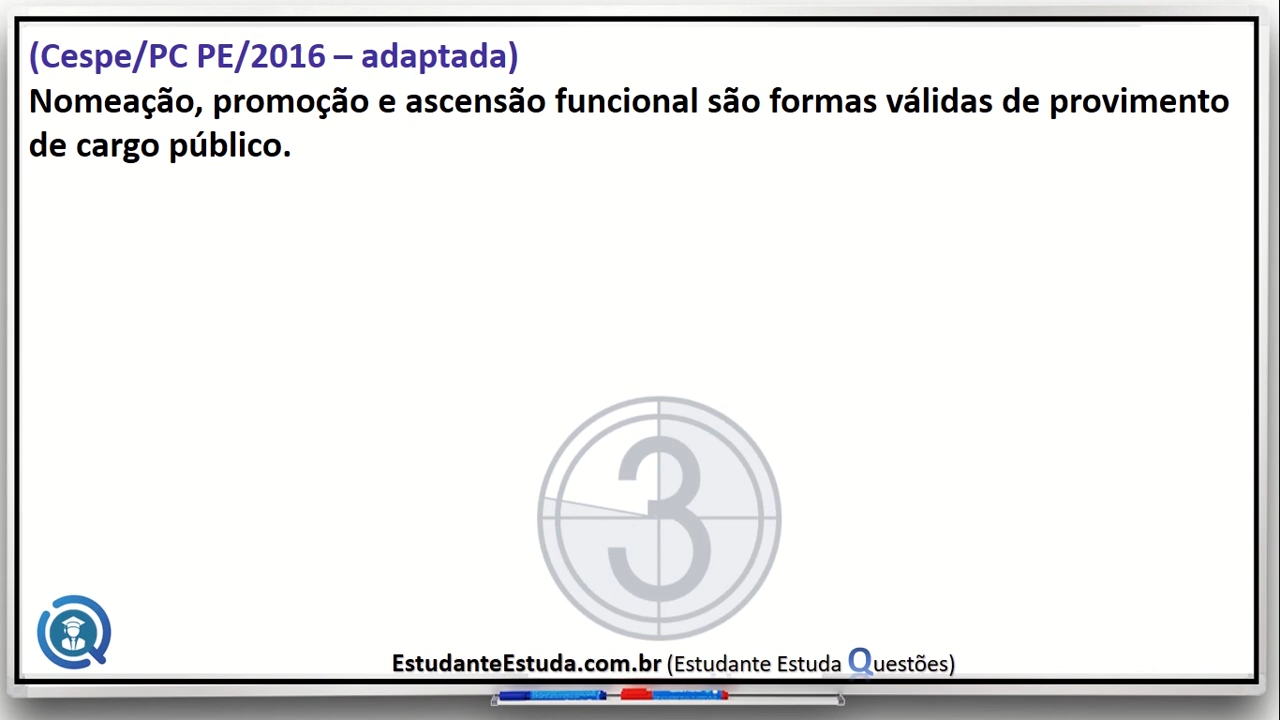 (Cespe/PC PE/2016 – adaptada)
Nomeação, promoção e ascensão funcional são formas válidas de provimento
de cargo público.
3
EstudanteEstuda.com.br (Estudante Estuda Questões)